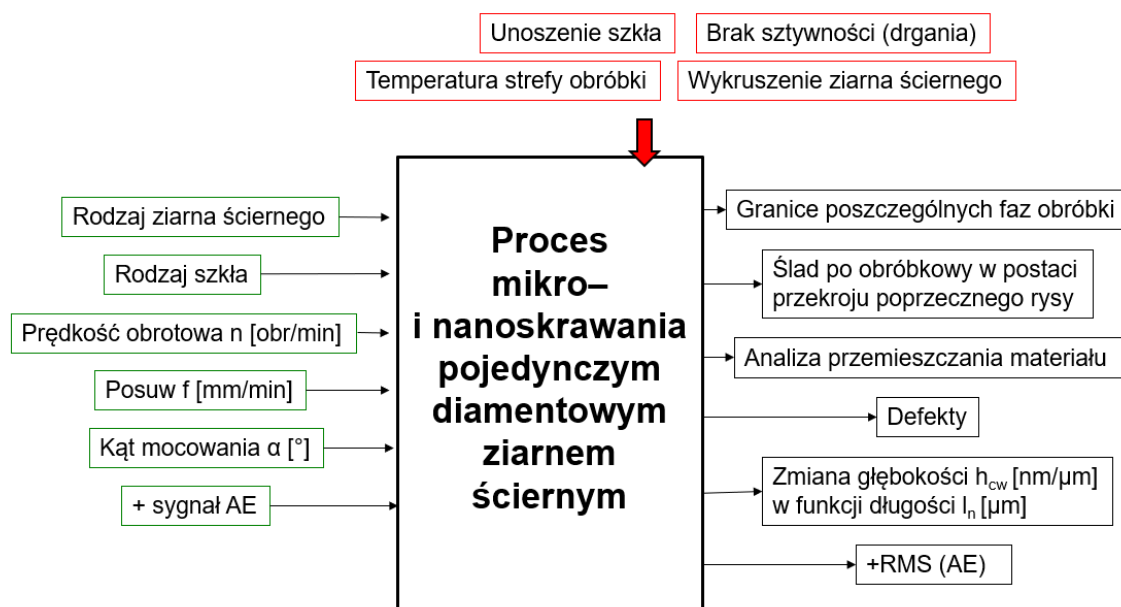 Unoszenie szkła
Brak sztywności (drgania)
Temperatura strefy obróbki
Wykruszenie ziarna ściernego
Rodzaj ziarna ściernego
Rodzaj szkła
Prędkość obrotowa n [obr/min]
Posuw f [mm/min]
Kąt mocowania α [°]
+ sygnał AE
Proces
mikro–
i nanoskrawania
pojedynczym
diamentowym
ziarnem
ściernym
Granice poszczególnych faz obróbki
Ślad po obróbkowy w postaci
przekroju poprzecznego rysy
Analiza przemieszczania materiału
Defekty
Zmiana głębokości hcw [nm/μm]
w funkcji długości ln [μm]
+RMS (AE)